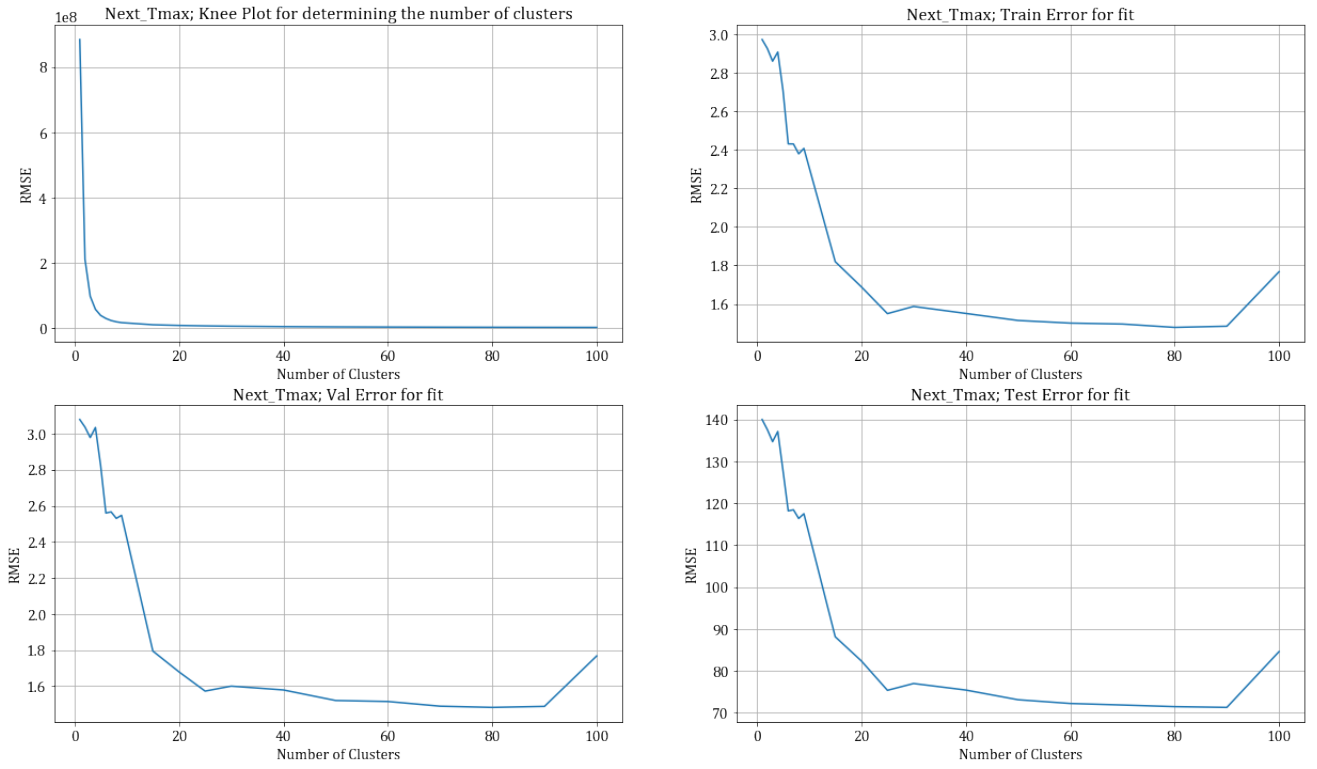 Next_Tmax; Knee Plot for determining the number of clusters
1e8
8
6
4
2
0
RMSE
0 20 40 60 80 100
Number of Clusters
Next_Tmax; Train Error for fit
3.0
2.8
2.6
2.4
2.2
2.0
1.8
1.6
RMSE
0 20 40 60 80 100
Number of Clusters
Next_Tmax; Val Error for fit
3.0
2.8
2.6
2.4
2.2
2.0
1.8
1.6
RMSE
0 20 40 60 80 100
Number of Clusters
Next_Tmax; Test Error for fit
140
130
120
110
100
90
80
70
RMSE
0 20 40 60 80 100
Number of Clusters